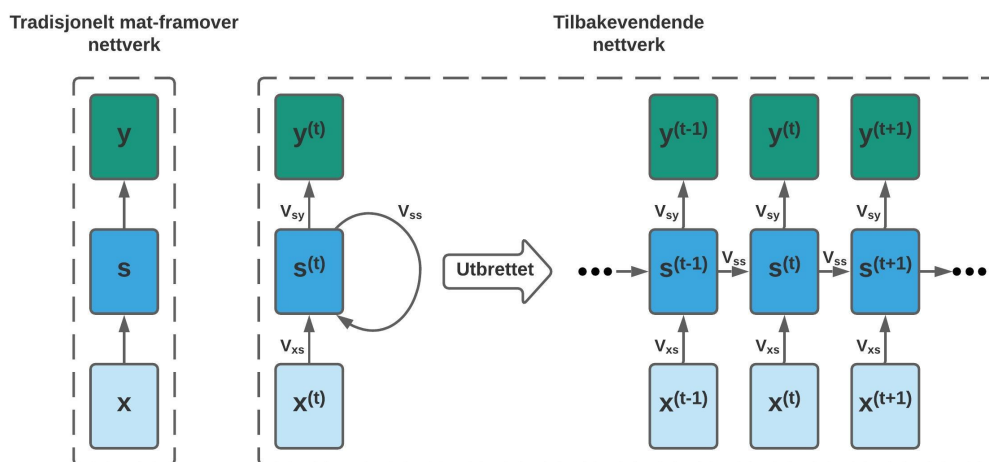 Tradisjonelt mat-framover
nettverk
Tilbakevendende
nettverk
y
s
x
y(t)
Vsy
Vss
s(t)
Vxs
x(t)
Utbrettet
y(t-1) y(t) y(t+1)
Vsy Vsy Vsy
s(t-1) Vss s(t) Vss s(t+1)
Vxs Vxs Vxs
x(t-1) x(t) x(t+1)